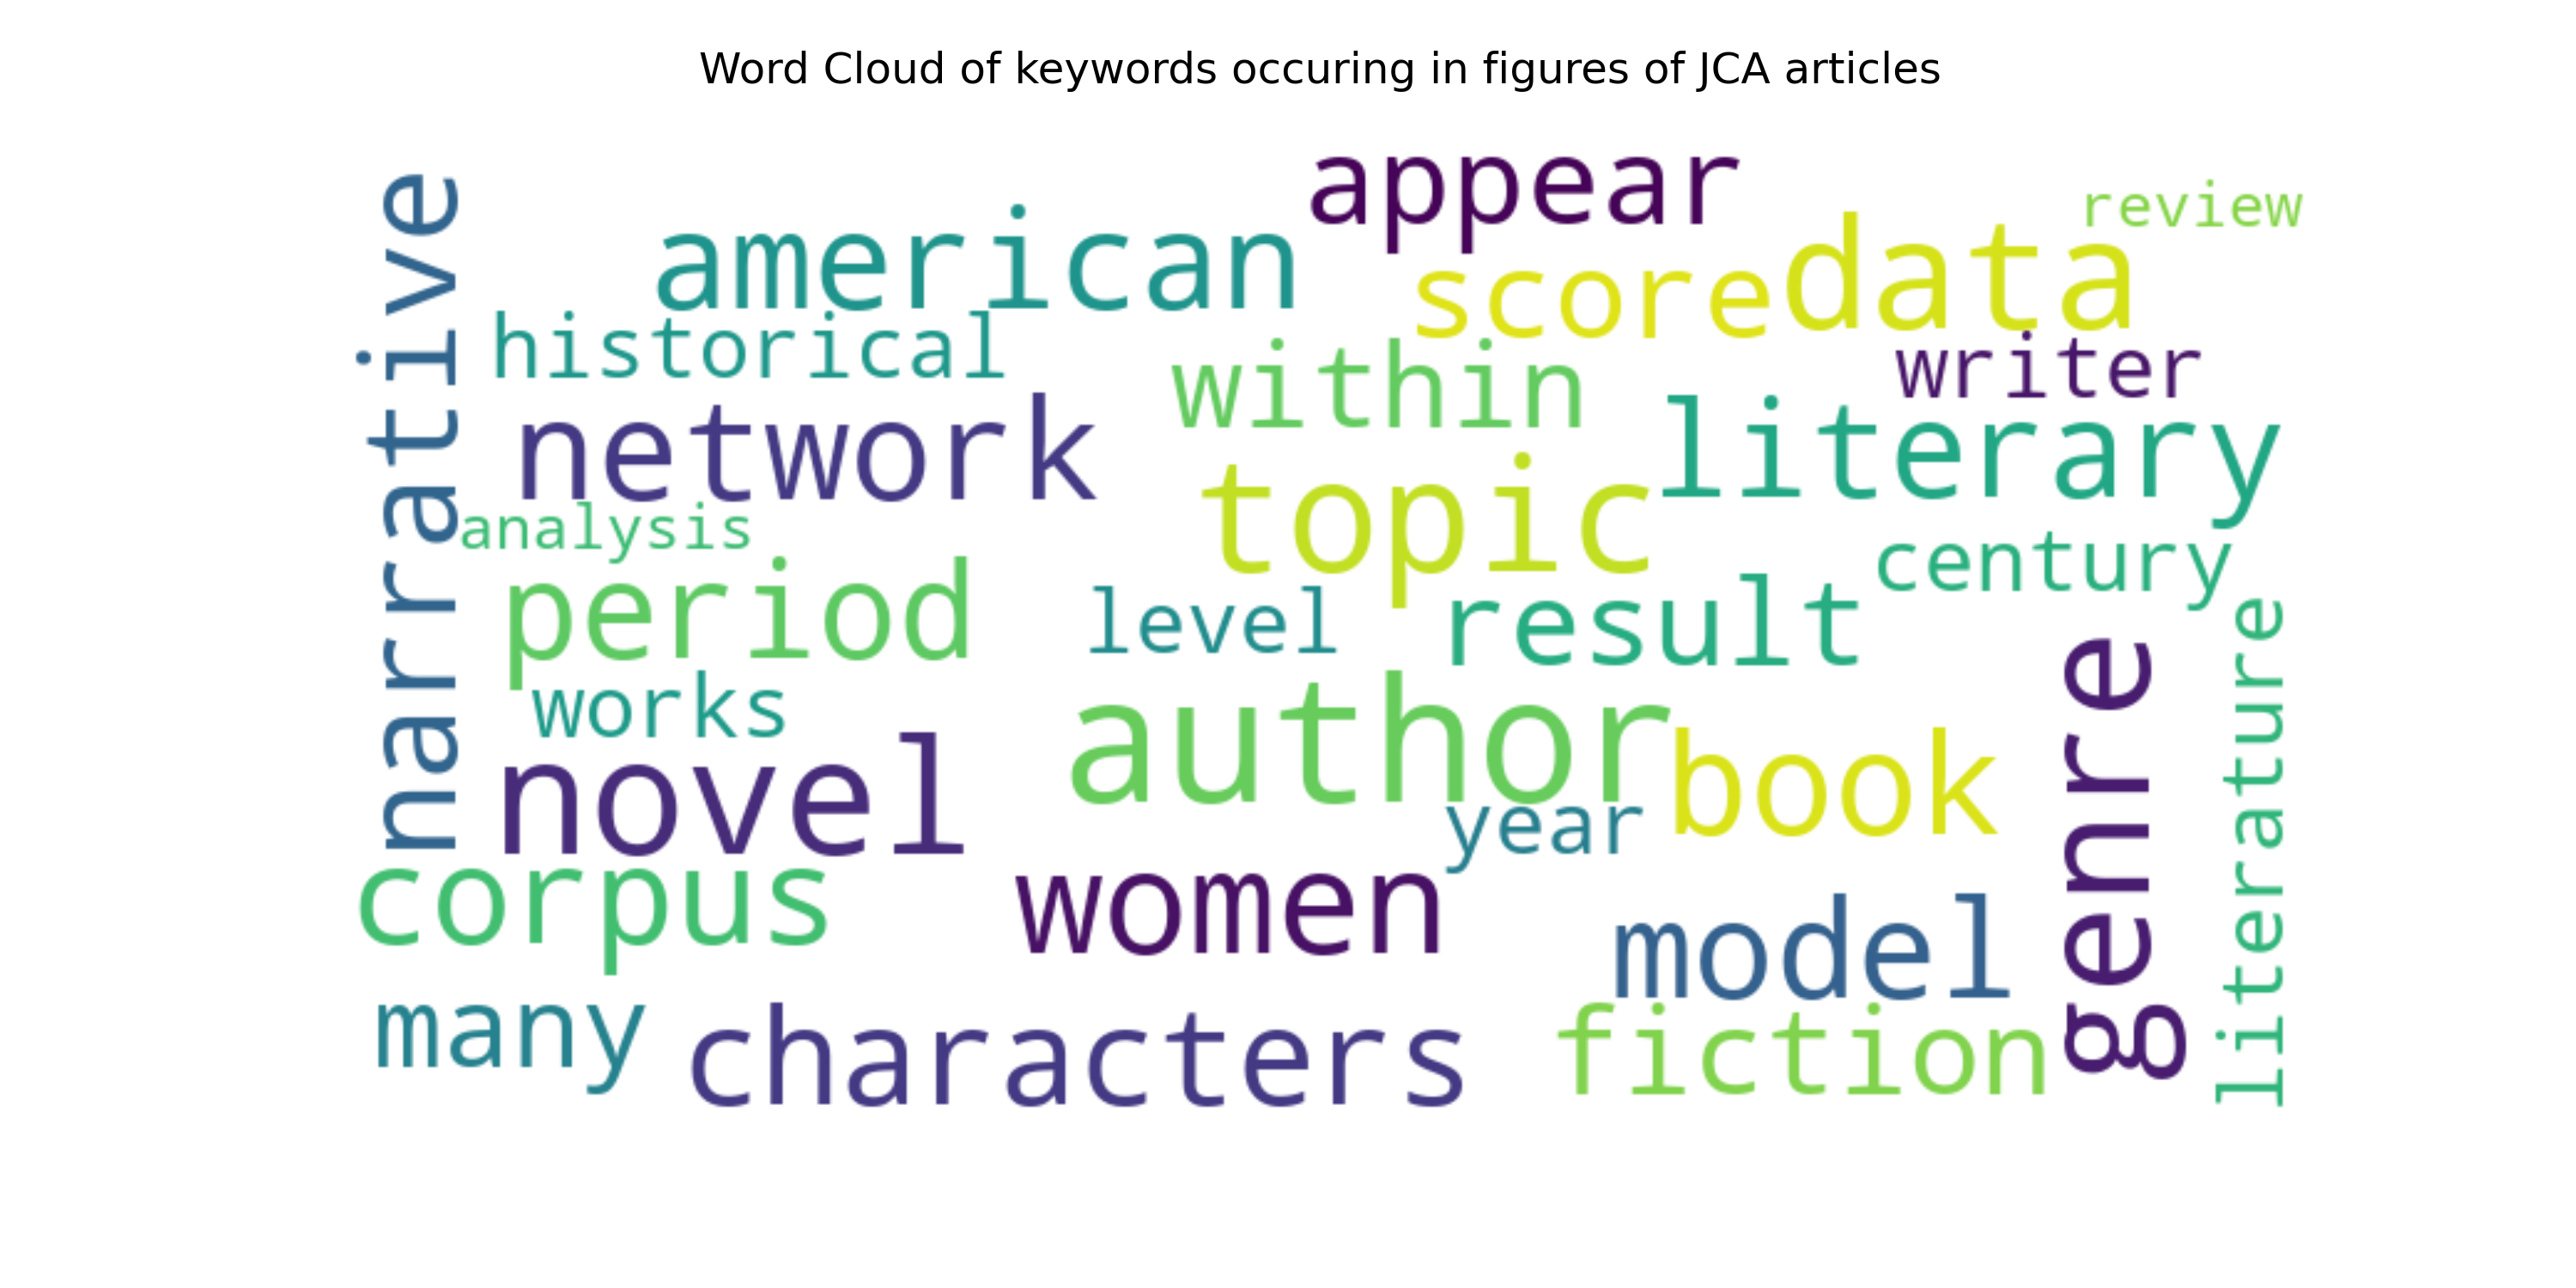 Word Cloud of keywords occuring in figures of JCA articles
appear
review
american
score
data
narrative
historical
within
writer
network
literary
topic
analysis
century
period
level
result
works
author
novel
book
year
genre
literature
corpus
women
model
many
characters
fiction